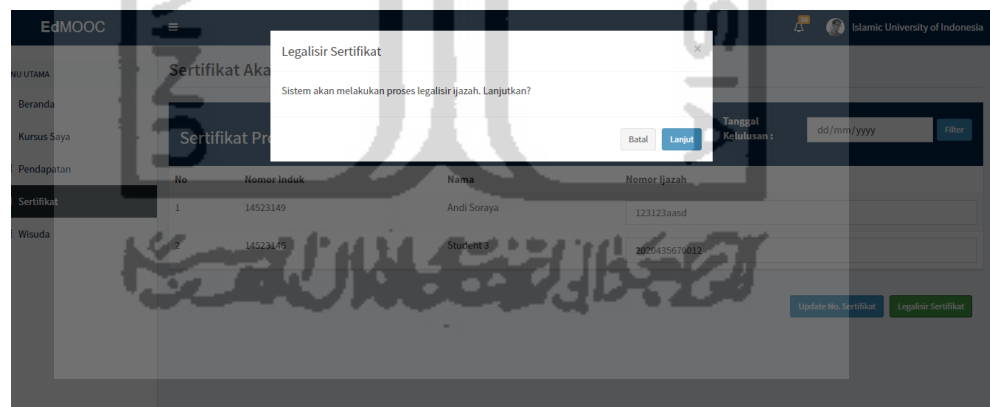 EdMOOC
Islamic University of Indonesia
Legalisir Sertifikat
×
Sistem akan melakukan proses legalisir ijazah. Lanjutkan?
Batal Lanjut
NU UTAMA
Beranda
Kursus Saya
Pendapatan
Sertifikat
Wisuda
Sertifikat Aka
Sertifikat Pro
Tanggal
Kelulusan :
dd/mm/yyyy
Filter
No Nomor Induk Nama Nomor Ijazah
1 14523149 Andi Soraya 123123aasd
2 14523145 Student 3 2020435670012
Update No. Sertifikat Legalisir Sertifikat